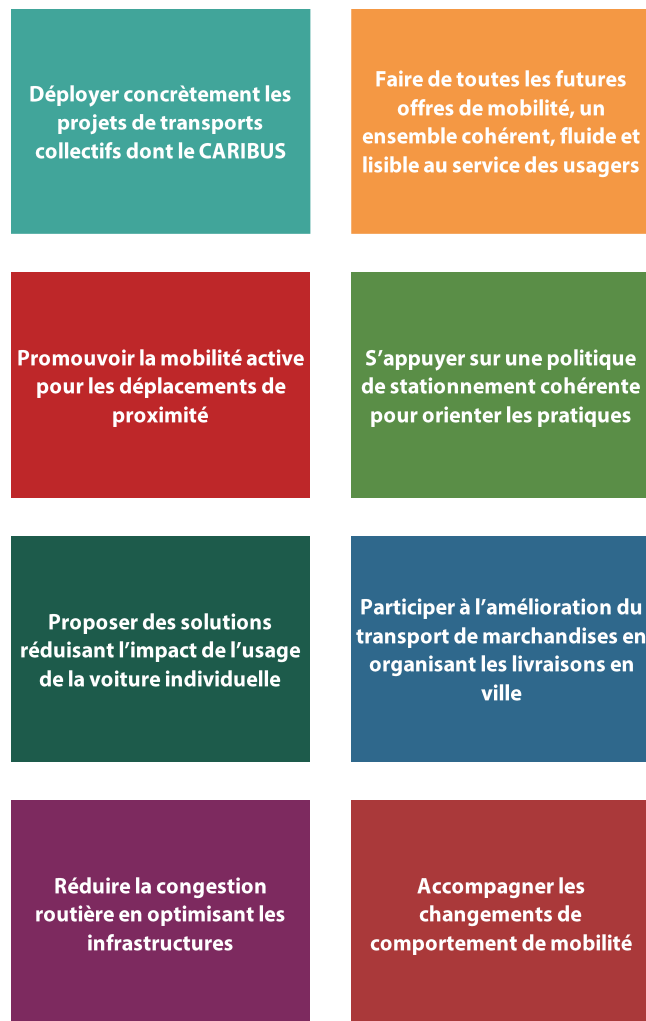 Déployer concrètement les
projets de transports
collectifs dont le CARIBUS
Faire de toutes les futures
offres de mobilité, un
ensemble cohérent, fluide et
lisible au service des usagers
Promouvoir la mobilité active
pour les déplacements de
proximité
S’appuyer sur une politique
de stationnement cohérente
pour orienter les pratiques
Proposer des solutions
réduisant l’impact de l’usage
de la voiture individuelle
Participer à l’amélioration du
transport de marchandises en
organisant les livraisons en
ville
Réduire la congestion
routière en optimisant les
infrastructures
Accompagner les
changements de
comportement de mobilité